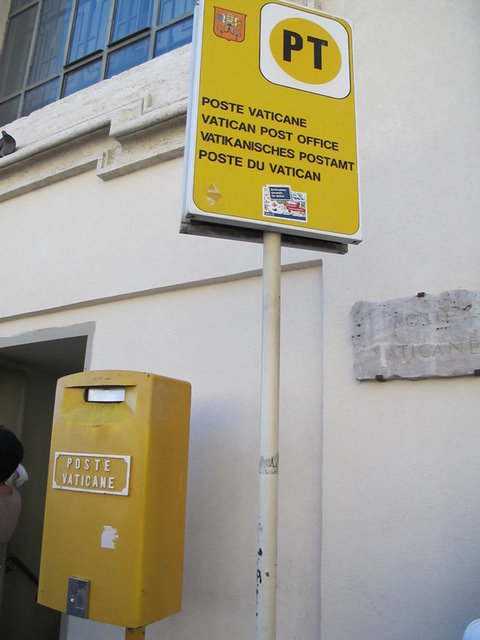 PT
POSTE VATICANE
VATICAN POST OFFICE
VATIKANISCHES POSTAMT
POSTE DU VATICAN
POSTE
VATICANE
POSTE
VATICANE